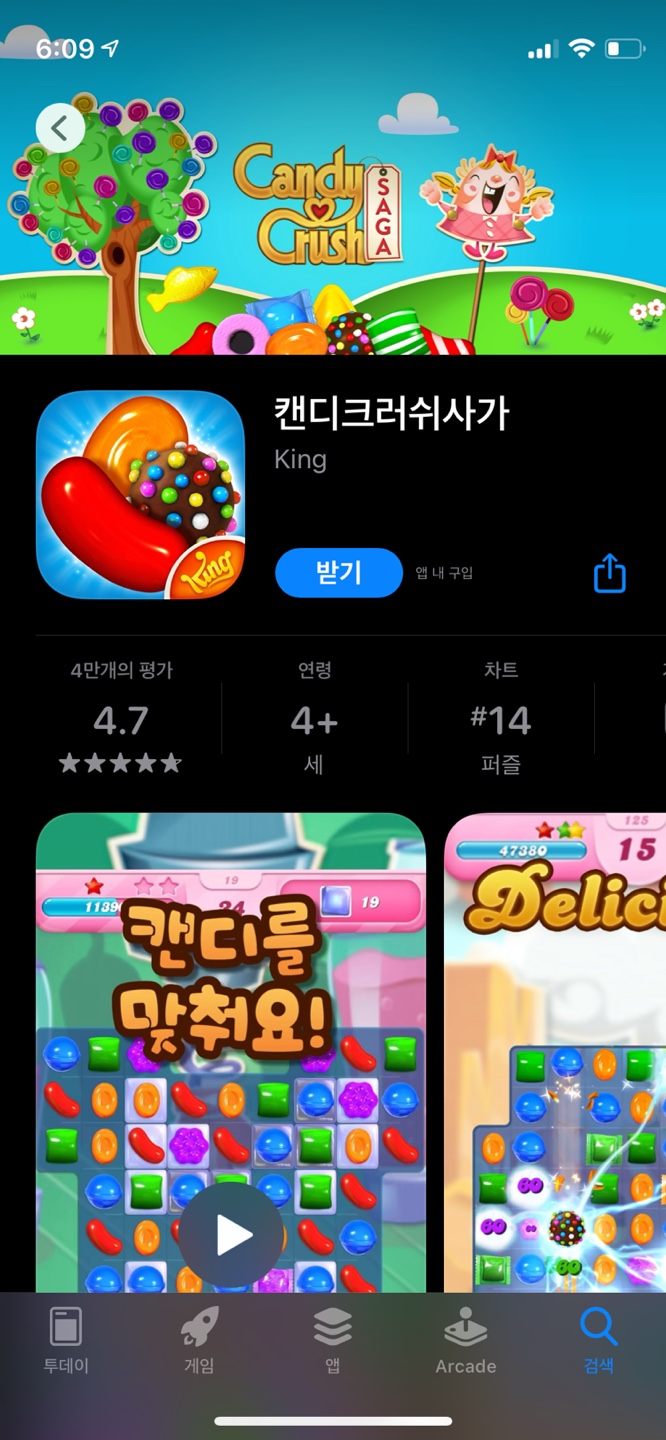 6:09
Candy
Crush
SAGA
캔디크러쉬사가
King
King
받기
앱 내 구입
4만개의 평가
4.7
연령
4+
세
차트
#14
퍼즐
19
1139
24
19
캔디를
맞춰요!
125
47380
15
Delici
60
60
60
60
투데이
게임
앱
Arcade
검색